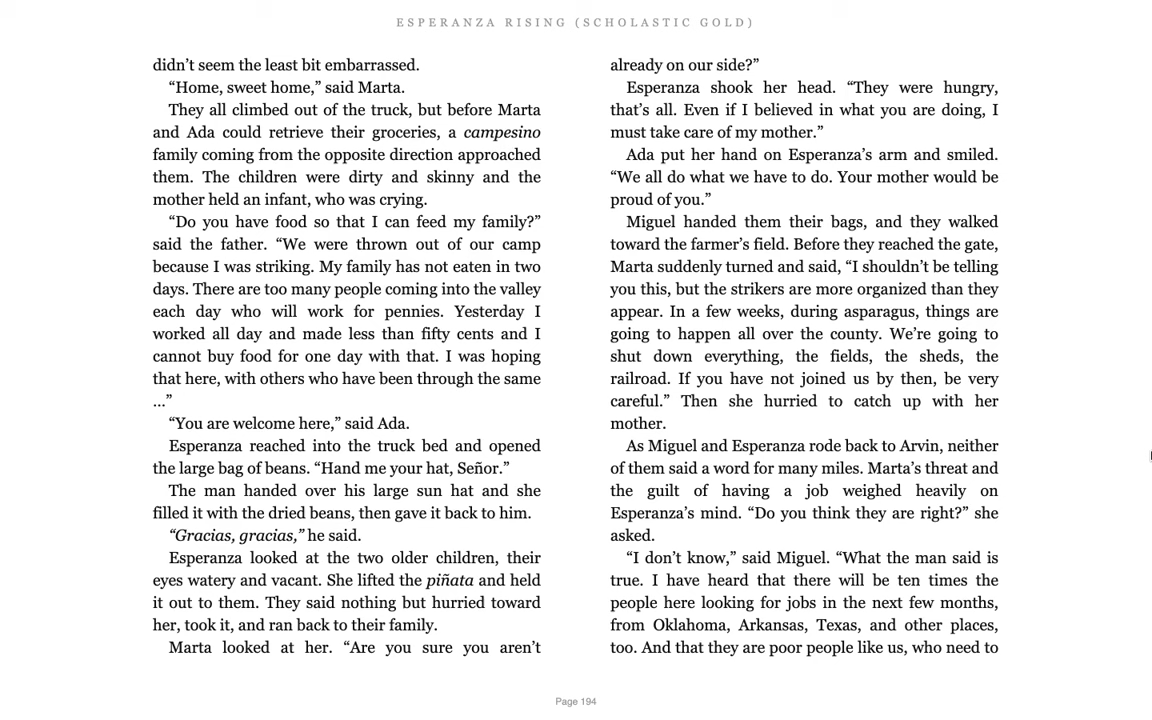 ESPERANZA RISING (SCHOLASTIC GOLD)
didn’t seem the least bit embarrassed.
“Home, sweet home,” said Marta.
They all climbed out of the truck, but before Marta
and Ada could retrieve their groceries, a campesino
family coming from the opposite direction approached
them. The children were dirty and skinny and the
mother held an infant, who was crying.
“Do you have food so that I can feed my family?”
said the father. “We were thrown out of our camp
because I was striking. My family has not eaten in two
days. There are too many people coming into the valley
each day who will work for pennies. Yesterday I
worked all day and made less than fifty cents and I
cannot buy food for one day with that. I was hoping
that here, with others who have been through the same
...”
“You are welcome here,” said Ada.
Esperanza reached into the truck bed and opened
the large bag of beans. “Hand me your hat, Señor.”
The man handed over his large sun hat and she
filled it with the dried beans, then gave it back to him.
“Gracias, gracias,” he said.
Esperanza looked at the two older children, their
eyes watery and vacant. She lifted the piñata and held
it out to them. They said nothing but hurried toward
her, took it, and ran back to their family.
Marta looked at her. “Are you sure you aren’t
already on our side?”
Esperanza shook her head. “They were hungry,
that’s all. Even if I believed in what you are doing, I
must take care of my mother.”
Ada put her hand on Esperanza’s arm and smiled.
“We all do what we have to do. Your mother would be
proud of you.”
Miguel handed them their bags, and they walked
toward the farmer’s field. Before they reached the gate,
Marta suddenly turned and said, “I shouldn’t be telling
you this, but the strikers are more organized than they
appear. In a few weeks, during asparagus, things are
going to happen all over the county. We’re going to
shut down everything, the fields, the sheds, the
railroad. If you have not joined us by then, be very
careful.” Then she hurried to catch up with her
mother.
As Miguel and Esperanza rode back to Arvin, neither
of them said a word for many miles. Marta’s threat and
the guilt of having a job weighed heavily on
Esperanza’s mind. “Do you think they are right?” she
asked.
“I don’t know,” said Miguel. “What the man said is
true. I have heard that there will be ten times the
people here looking for jobs in the next few months,
from Oklahoma, Arkansas, Texas, and other places,
too. And that they are poor people like us, who need to
Page 194